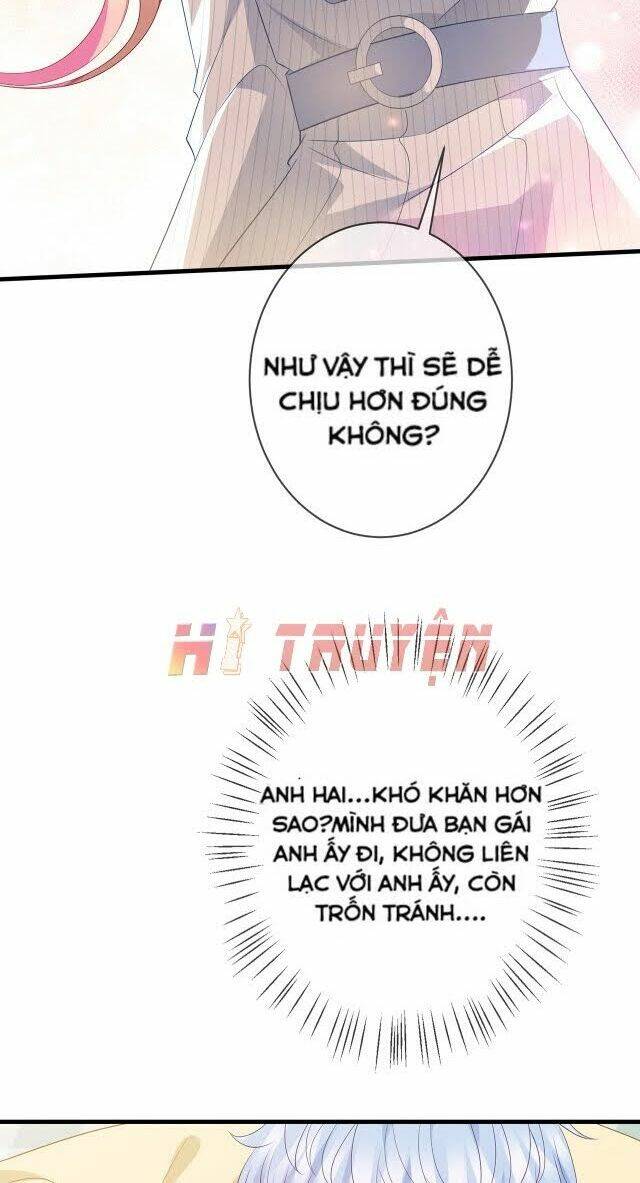 NHƯ VẬY THÌ SẼ DỄ
CHỊU HƠN ĐÚNG
KHÔNG?
HI TRUYỆN
ANH HAI...KHÓ KHĂN HƠN
SAO?MÌNH ĐƯA BẠN GÁI
ANH ẤY ĐI, KHÔNG LIÊN
LẠC VỚI ANH ẤY, CÒN
TRỐN TRÁNH....